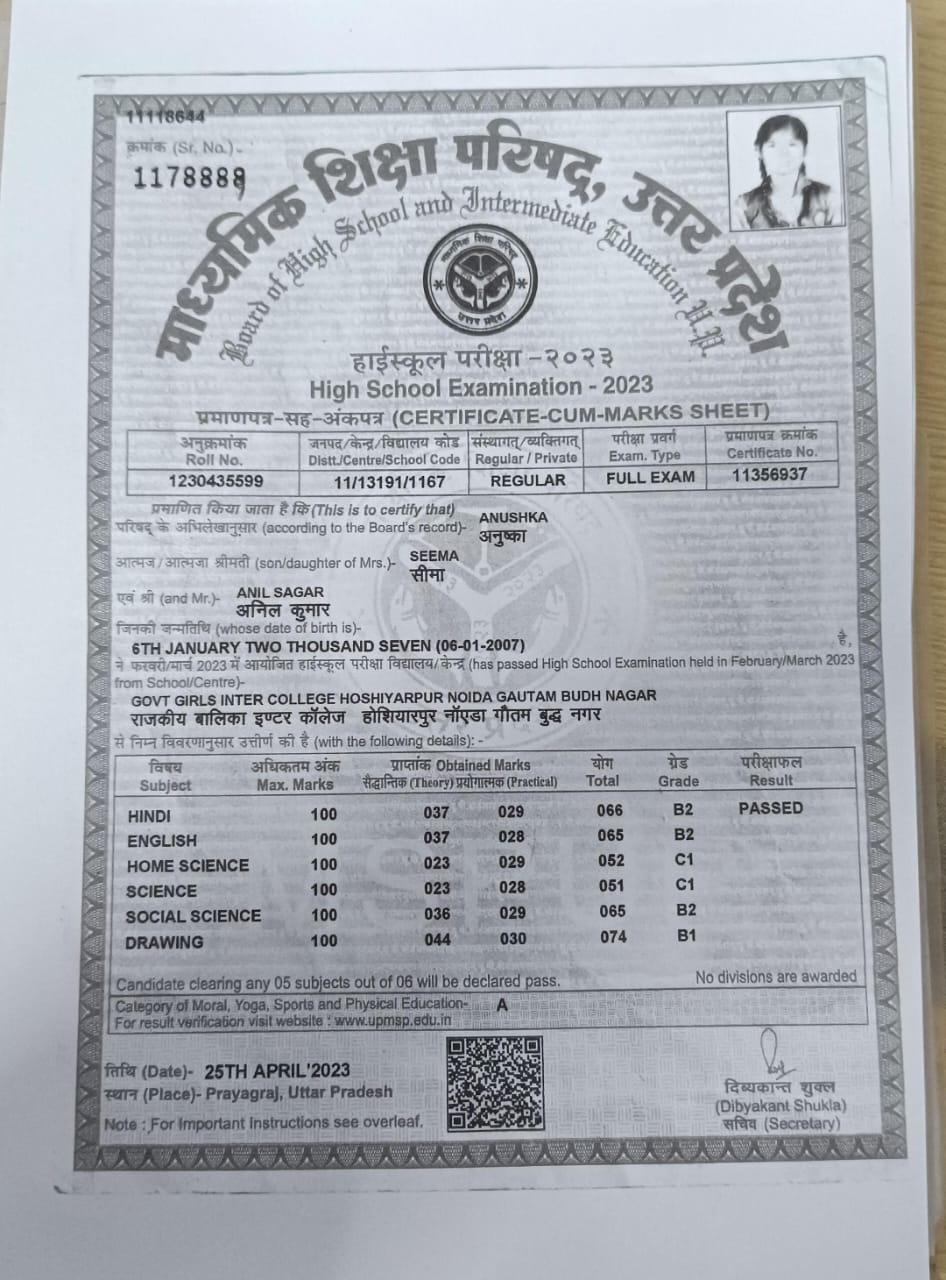 11118644
क्रमांक (Sr. No.)-
1178888
माध्यमिक शिक्षा परिषद्, उत्तर प्रदेश
Board of High School and Intermediate Education U.P.
माध्यमिक शिक्षा परिषद्
उत्तर प्रदेश
हाईस्कूल परीक्षा -२०२३
High School Examination - 2023
प्रमाणपत्र-सह-अंकपत्र (CERTIFICATE-CUM-MARKS SHEET)
अनुक्रमांक जनपद/केन्द्र/विद्यालय कोड संस्थागत्/व्यक्तिगत् परीक्षा प्रवर्ग प्रमाणपत्र क्रमांक
Roll No. Distt./Centre/School Code Regular / Private Exam. Type Certificate No.
1230435599 11/13191/1167 REGULAR FULL EXAM 11356937
प्रमाणित किया जाता है कि (This is to certify that)
ANUSHKA
परिषद् के अभिलेखानुसार (according to the Board's record)- अनुष्का
SEEMA
आत्मज/आत्मजा श्रीमती (son/daughter of Mrs.)- सीमा
ANIL SAGAR
एवं श्री (and Mr.)- अनिल कुमार
जिनकी जन्मतिथि (whose date of birth is)-
6TH JANUARY TWO THOUSAND SEVEN (06-01-2007) है,
ने फरवरी/मार्च 2023 में आयोजित हाईस्कूल परीक्षा विद्यालय/केन्द्र (has passed High School Examination held in February/March 2023
from School/Centre)-
GOVT GIRLS INTER COLLEGE HOSHIYARPUR NOIDA GAUTAM BUDH NAGAR
राजकीय बालिका इण्टर कॉलेज होशियारपुर नॉएडा गौतम बुद्ध नगर
से निम्न विवरणानुसार उत्तीर्ण की है (with the following details): -
विषय अधिकतम अंक प्राप्तांक Obtained Marks योग ग्रेड परीक्षाफल
Subject Max. Marks सैद्धान्तिक (Theory) प्रयोगात्मक (Practical) Total Grade Result
HINDI 100 037 029 066 B2 PASSED
ENGLISH 100 037 028 065 B2
HOME SCIENCE 100 023 029 052 C1
SCIENCE 100 023 028 051 C1
SOCIAL SCIENCE 100 036 029 065 B2
DRAWING 100 044 030 074 B1
Candidate clearing any 05 subjects out of 06 will be declared pass. No divisions are awarded
Category of Moral, Yoga, Sports and Physical Education- A
For result verification visit website : www.upmsp.edu.in
तिथि (Date)- 25TH APRIL'2023
स्थान (Place)- Prayagraj, Uttar Pradesh
Note : For Important Instructions see overleaf.
दिब्यकान्त शुक्ल
(Dibyakant Shukla)
सचिव (Secretary)